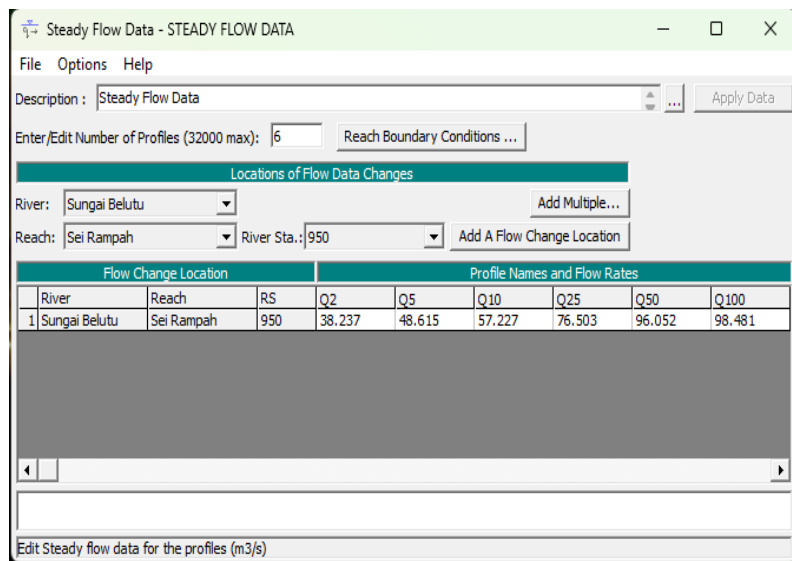 Steady Flow Data - STEADY FLOW DATA
File Options Help
Description : Steady Flow Data ... Apply Data
Enter/Edit Number of Profiles (32000 max): 6 Reach Boundary Conditions ...
Locations of Flow Data Changes
River: Sungai Belutu Add Multiple...
Reach: Sei Rampah River Sta.: 950 Add A Flow Change Location
Flow Change Location Profile Names and Flow Rates
River Reach RS Q2 Q5 Q10 Q25 Q50 Q100
1 Sungai Belutu Sei Rampah 950 38.237 48.615 57.227 76.503 96.052 98.481
Edit Steady flow data for the profiles (m3/s)